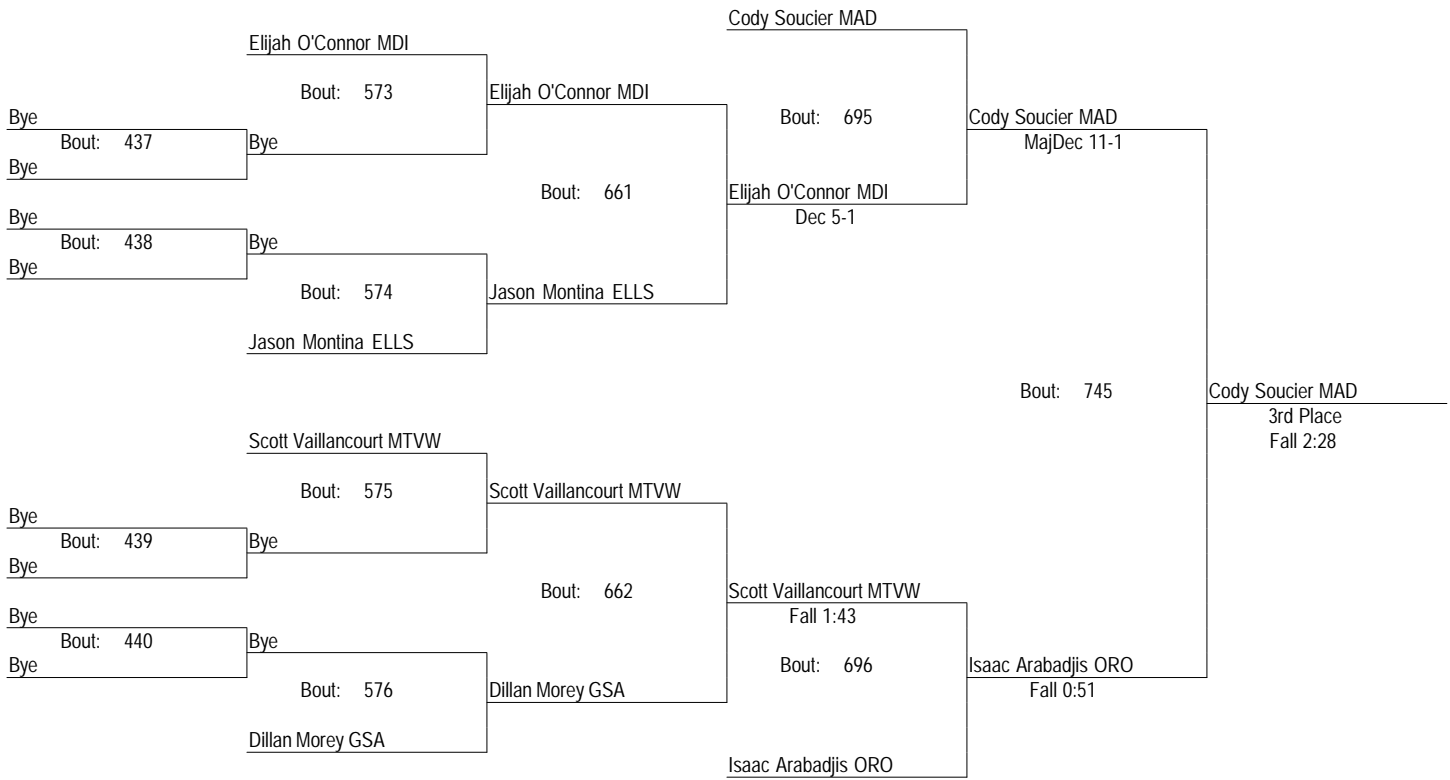 Cody Soucier MAD
Elijah O'Connor MDI
Bout: 573
Elijah O'Connor MDI
Bye
Bout: 437
Bye
Bye
Bout: 695
Cody Soucier MAD
MajDec 11-1
Bout: 661
Elijah O'Connor MDI
Dec 5-1
Bye
Bout: 438
Bye
Bye
Bout: 574
Jason Montina ELLS
Jason Montina ELLS
Bout: 745
Cody Soucier MAD
3rd Place
Fall 2:28
Scott Vaillancourt MTVW
Bout: 575
Scott Vaillancourt MTVW
Bye
Bout: 439
Bye
Bye
Bout: 662
Scott Vaillancourt MTVW
Fall 1:43
Bye
Bout: 440
Bye
Bye
Bout: 576
Dillan Morey GSA
Dillan Morey GSA
Bout: 696
Isaac Arabadjis ORO
Fall 0:51
Isaac Arabadjis ORO